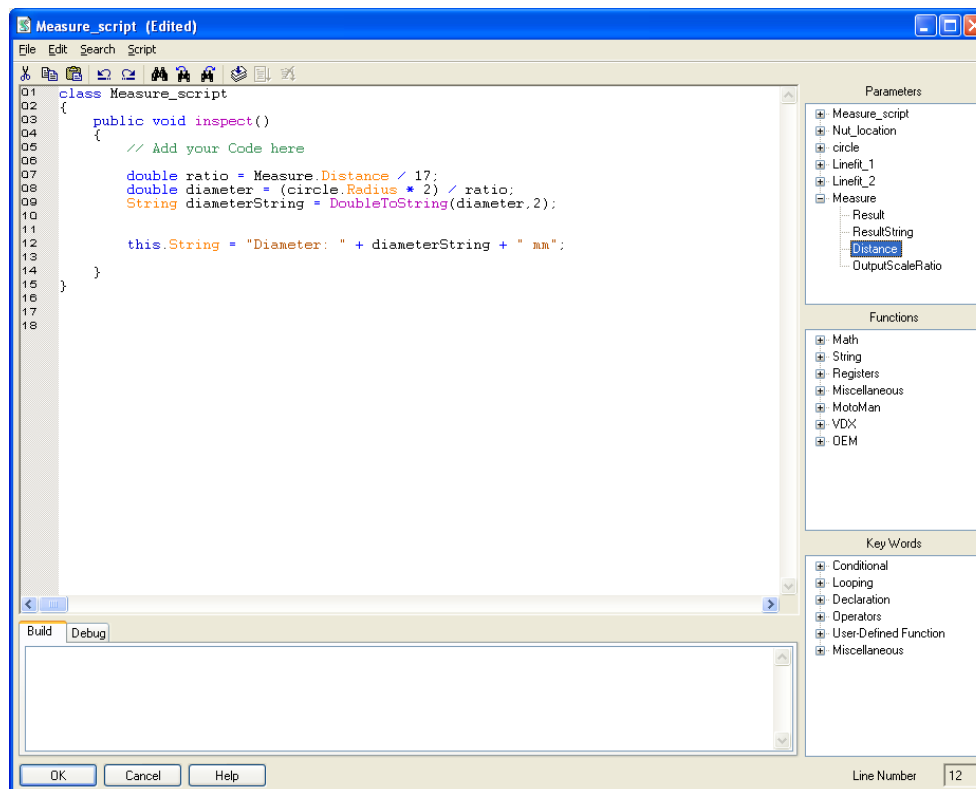 Measure_script (Edited)
File Edit Search Script
01 class Measure_script
02 {
03 public void inspect()
04 {
05 // Add your Code here
06
07 double ratio = Measure.Distance / 17;
08 double diameter = (circle.Radius * 2) / ratio;
09 String diameterString = DoubleToString(diameter,2);
10
11
12 this.String = "Diameter: " + diameterString + " mm";
13
14 }
15 }
16
17
18
Parameters
Measure_script
Nut_location
circle
Linefit_1
Linefit_2
Measure
Result
ResultString
Distance
OutputScaleRatio
Functions
Math
String
Registers
Miscellaneous
MotoMan
VDX
OEM
Key Words
Conditional
Looping
Declaration
Operators
User-Defined Function
Miscellaneous
Build Debug
OK Cancel Help
Line Number 12